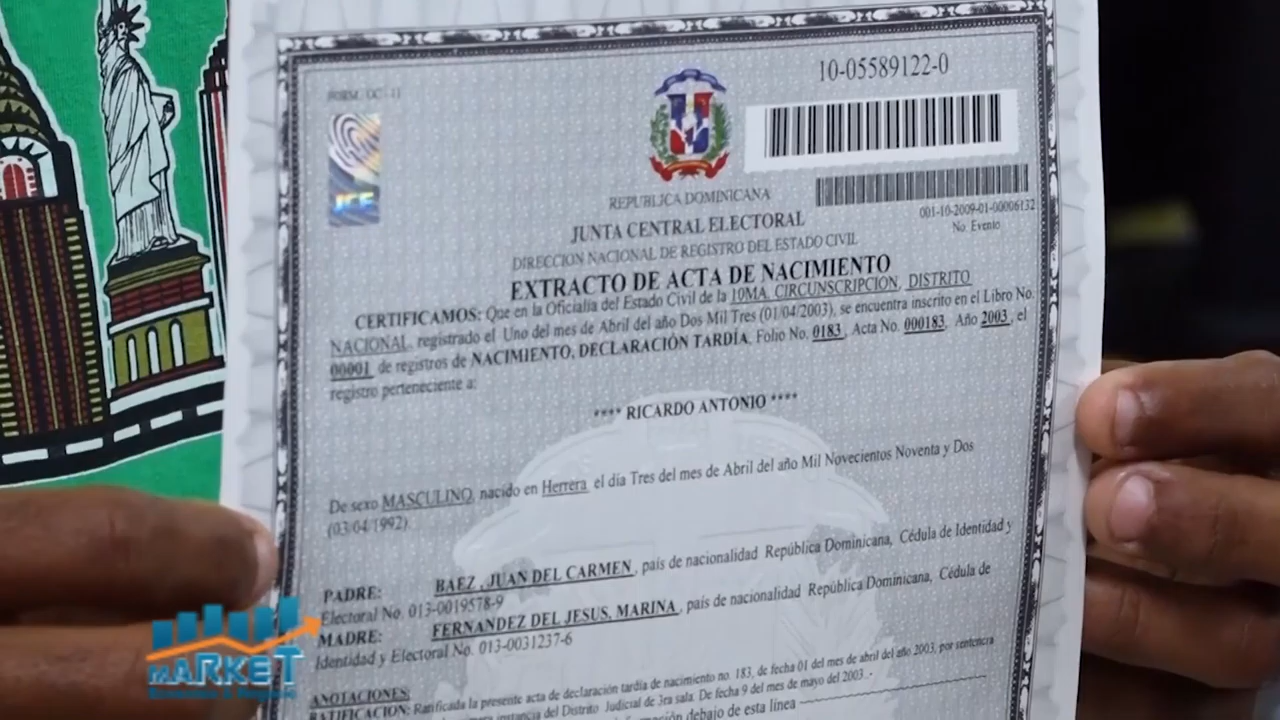 FORM. OC - 11
10-05589122-0
JCE
REPUBLICA DOMINICANA
001-10-2009-01-00006132
No. Evento
JUNTA CENTRAL ELECTORAL
DIRECCION NACIONAL DE REGISTRO DEL ESTADO CIVIL
EXTRACTO DE ACTA DE NACIMIENTO
CERTIFICAMOS: Que en la Oficialía del Estado Civil de la 10MA. CIRCUNSCRIPCION, DISTRITO
NACIONAL, registrado el Uno del mes de Abril del año Dos Mil Tres (01/04/2003), se encuentra inscrito en el Libro No.
00001 de registros de NACIMIENTO, DECLARACIÓN TARDÍA, Folio No. 0183, Acta No. 000183, Año 2003, el
registro perteneciente a:
**** RICARDO ANTONIO ****
De sexo MASCULINO, nacido en Herrera el día Tres del mes de Abril del año Mil Novecientos Noventa y Dos
(03/04/1992)
PADRE: BAEZ , JUAN DEL CARMEN , país de nacionalidad República Dominicana, Cédula de Identidad y
Electoral No. 013-0019578-9
MADRE: FERNANDEZ DEL JESUS, MARINA , país de nacionalidad República Dominicana, Cédula de
Identidad y Electoral No. 013-0031237-6
ANOTACIONES:
RATIFICACION: Ratificada la presente acta de declaración tardía de nacimiento no. 183, de fecha 01 del mes de abril del año 2003, por sentencia
instancia del Distrito Judicial de 3ra sala. De fecha 9 del mes de mayo del 2003..
debajo de esta línea
MARKET